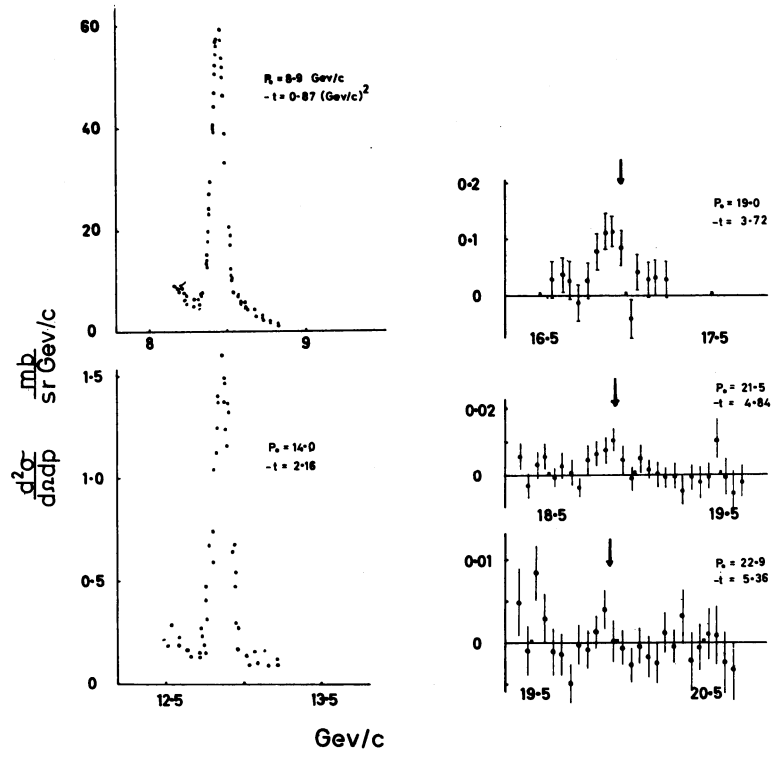 60
40
20
0
8
9
P₀ = 8·9 Gev/c
-t = 0·87 (Gev/c)²
1·5
1·0
0·5
0
12·5
13·5
P₀ = 14·0
-t = 2·16
d²σ
dΩdp
mb
sr Gev/c
Gev/c
0·2
0·1
0
16·5
17·5
P₀ = 19·0
-t = 3·72
0·02
0
18·5
19·5
P₀ = 21·5
-t = 4·84
0·01
0
19·5
20·5
P₀ = 22·9
-t = 5·36